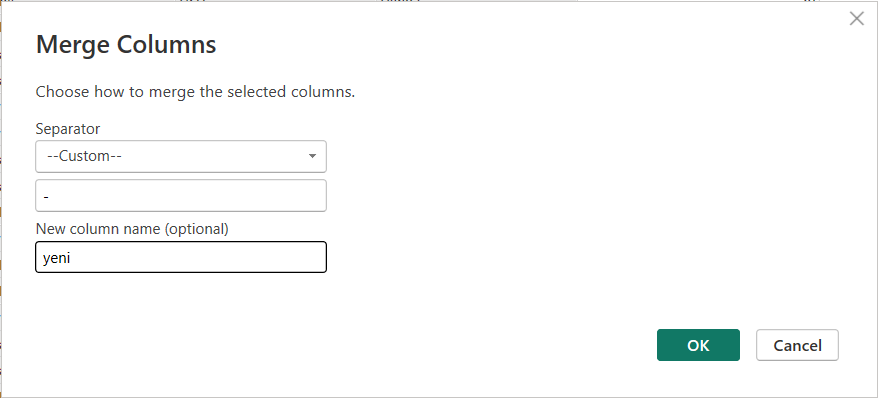 Merge Columns
Choose how to merge the selected columns.
Separator
--Custom--
-
New column name (optional)
yeni
OK
Cancel